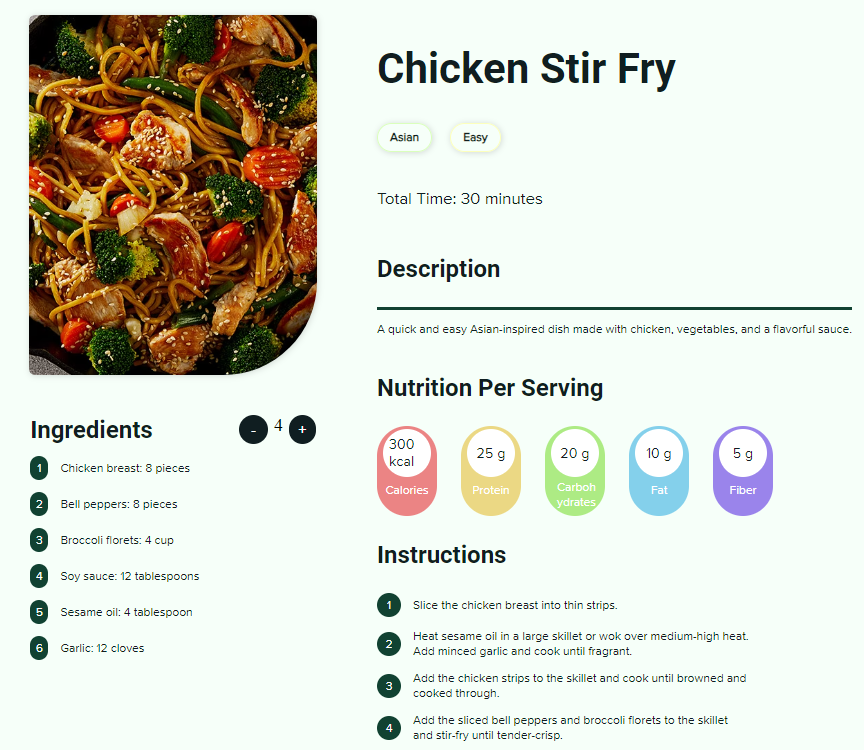 Chicken Stir Fry
Asian
Easy
Total Time: 30 minutes
Description
A quick and easy Asian-inspired dish made with chicken, vegetables, and a flavorful sauce.
Nutrition Per Serving
300
kcal
Calories
25 g
Protein
20 g
Carboh
ydrates
10 g
Fat
5 g
Fiber
Ingredients
- 4 +
1 Chicken breast: 8 pieces
2 Bell peppers: 8 pieces
3 Broccoli florets: 4 cup
4 Soy sauce: 12 tablespoons
5 Sesame oil: 4 tablespoon
6 Garlic: 12 cloves
Instructions
1 Slice the chicken breast into thin strips.
2 Heat sesame oil in a large skillet or wok over medium-high heat.
Add minced garlic and cook until fragrant.
3 Add the chicken strips to the skillet and cook until browned and
cooked through.
4 Add the sliced bell peppers and broccoli florets to the skillet
and stir-fry until tender-crisp.